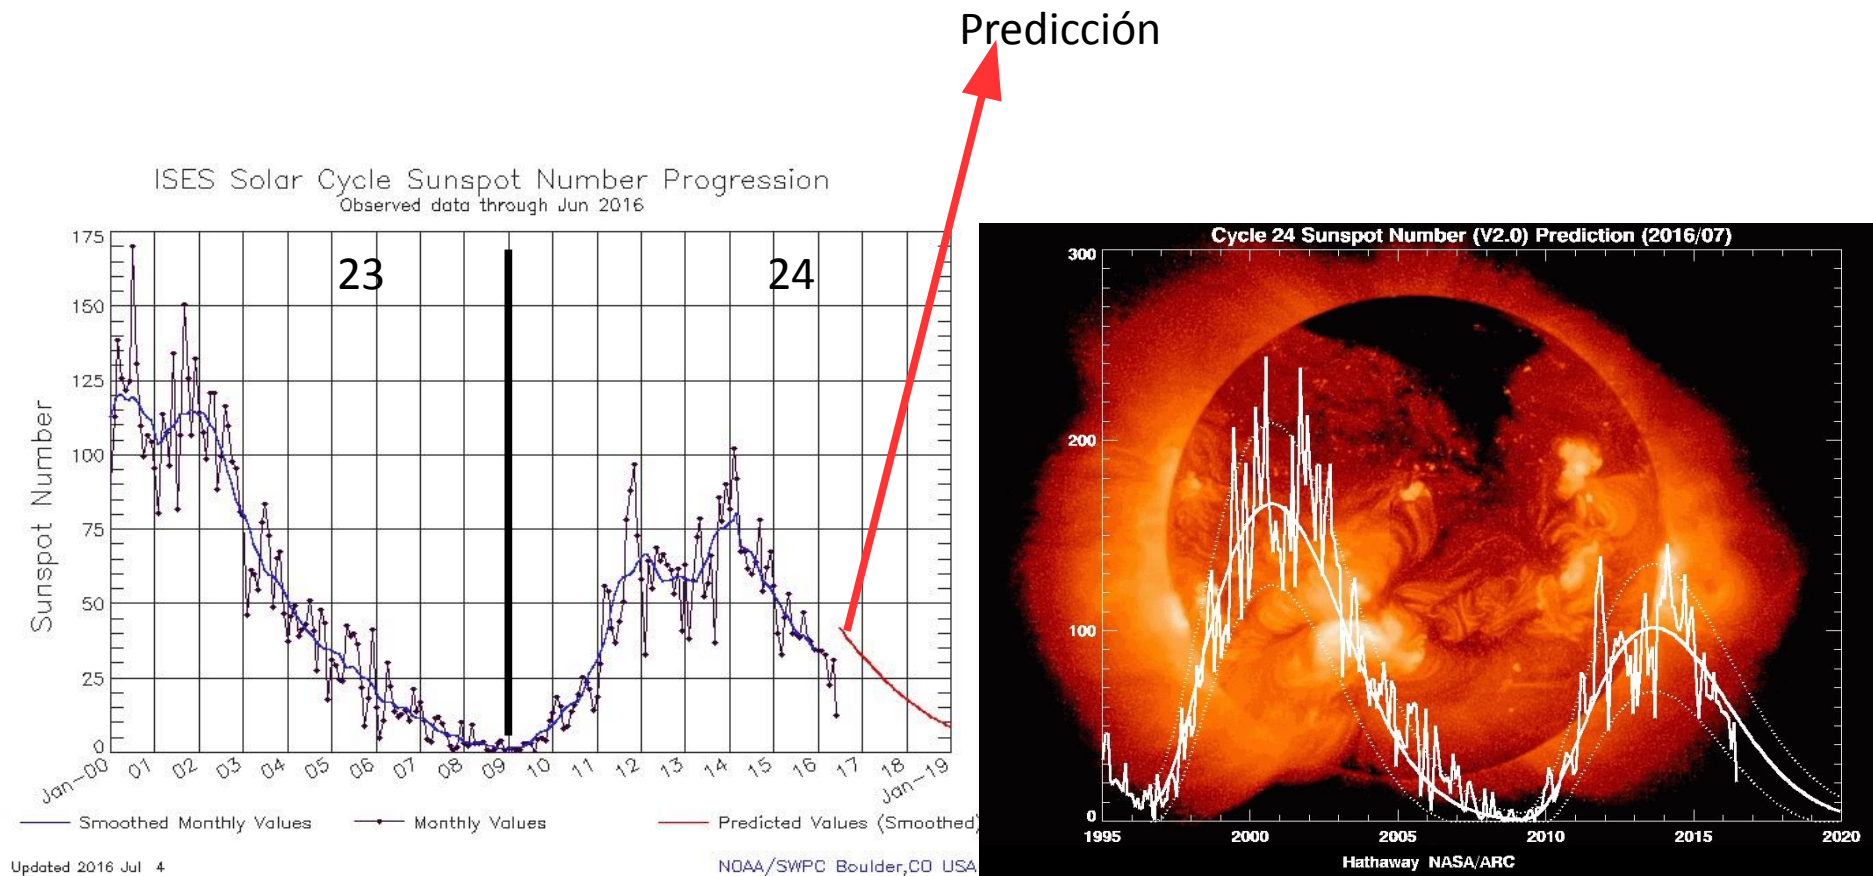 Predicción
ISES Solar Cycle Sunspot Number Progression
Observed data through Jun 2016
175
150
125
100
75
50
25
0
Sunspot Number
23
24
Jan-00 01 02 03 04 05 06 07 08 09 10 11 12 13 14 15 16 17 18 Jan-19
Smoothed Monthly Values Monthly Values Predicted Values (Smoothed)
Updated 2016 Jul 4 NOAA/SWPC Boulder,CO USA
Cycle 24 Sunspot Number (V2.0) Prediction (2016/07)
300
200
100
0
1995 2000 2005 2010 2015 2020
Hathaway NASA/ARC